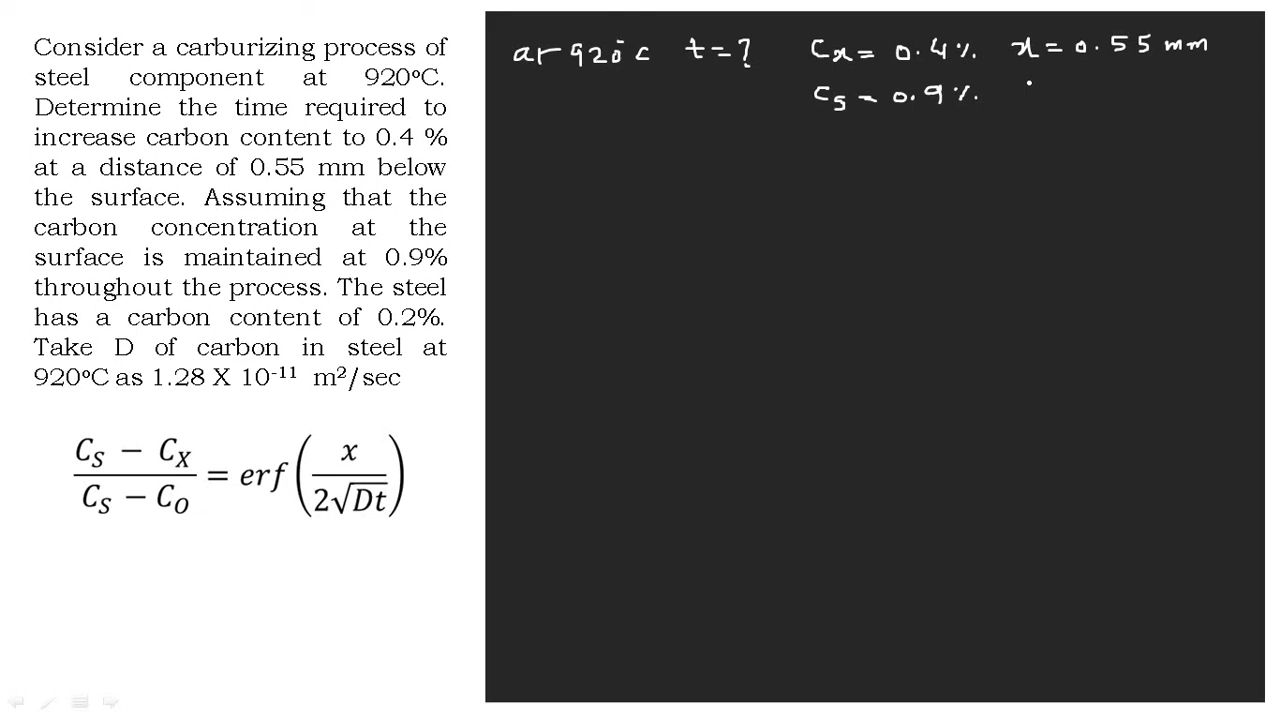 Consider a carburizing process of
steel component at 920°C.
Determine the time required to
increase carbon content to 0.4 %
at a distance of 0.55 mm below
the surface. Assuming that the
carbon concentration at the
surface is maintained at 0.9%
throughout the process. The steel
has a carbon content of 0.2%.
Take D of carbon in steel at
920°C as 1.28 X 10⁻¹¹ m²/sec
(C_S − C_X)/(C_S − C_O) = erf(x/(2√Dt))
at 920°C t=? Cx = 0.4% x = 0.55 mm
Cs = 0.9%